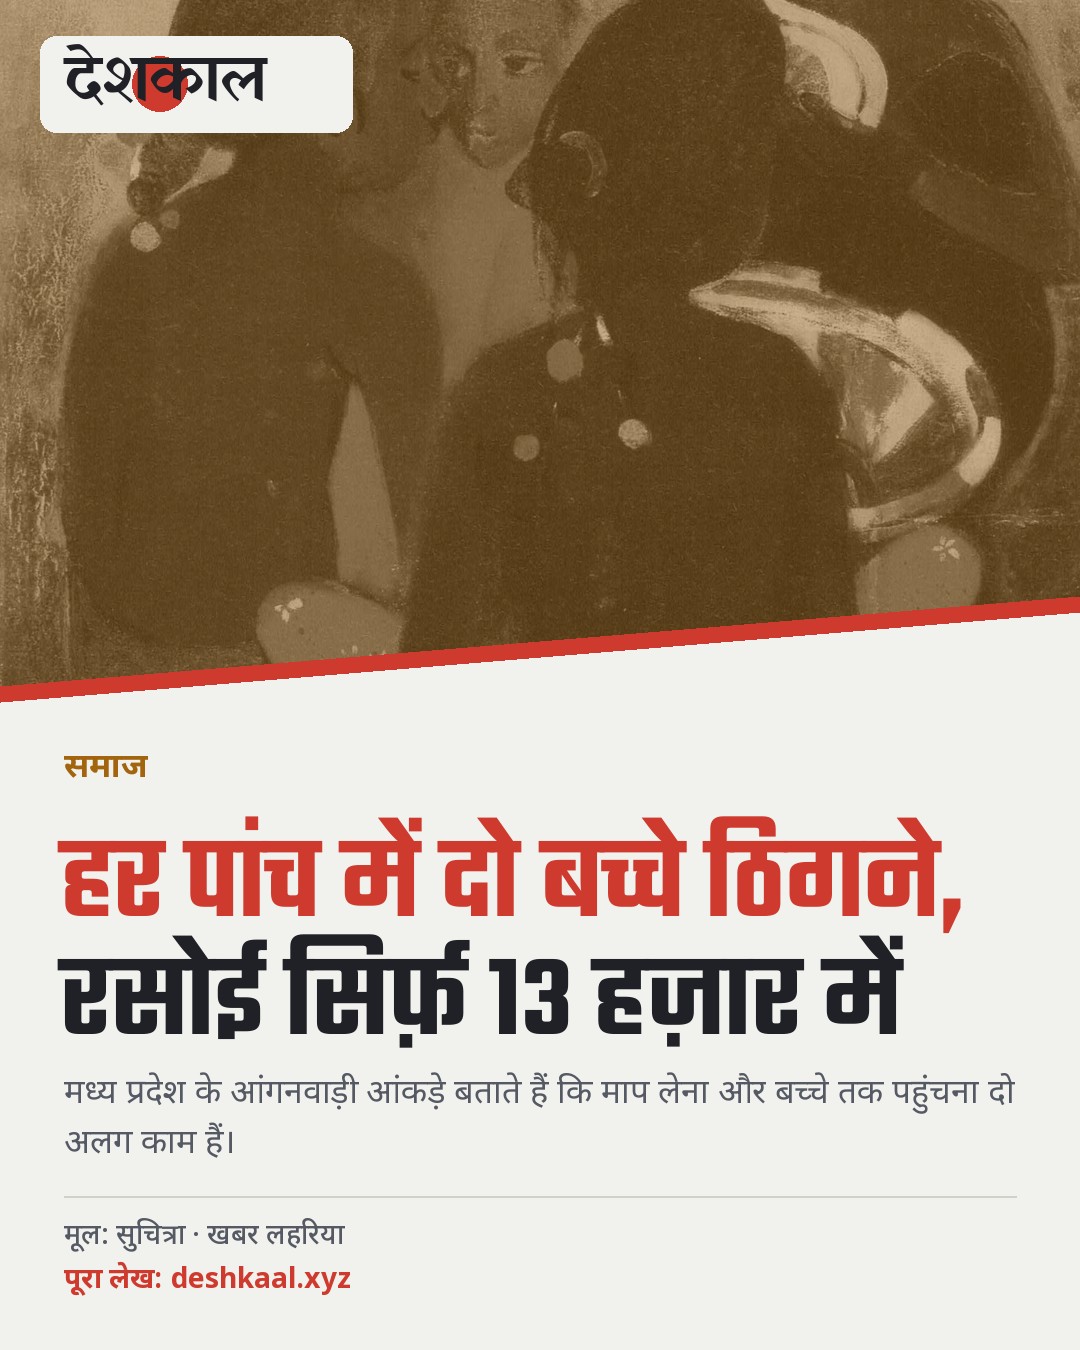 देशकाल
समाज
हर पांच में दो बच्चे ठिगने,
रसोई सिर्फ़ 13 हज़ार में
मध्य प्रदेश के आंगनवाड़ी आंकड़े बताते हैं कि माप लेना और बच्चे तक पहुंचना दो
अलग काम हैं।
मूल: सुचित्रा · खबर लहरिया
पूरा लेख: deshkaal.xyz